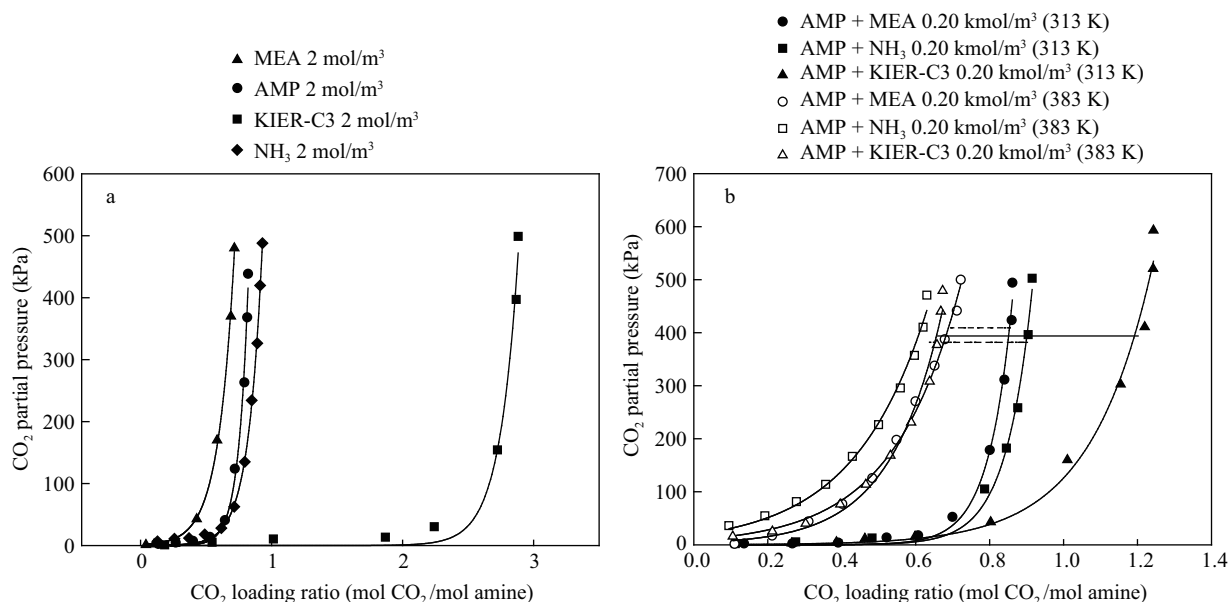 MEA 2 mol/m³
AMP 2 mol/m³
KIER-C3 2 mol/m³
NH₃ 2 mol/m³
a
600
500
400
300
200
100
0
CO₂ partial pressure (kPa)
0
1
2
3
CO₂ loading ratio (mol CO₂/mol amine)
AMP + MEA 0.20 kmol/m³ (313 K)
AMP + NH₃ 0.20 kmol/m³ (313 K)
AMP + KIER-C3 0.20 kmol/m³ (313 K)
AMP + MEA 0.20 kmol/m³ (383 K)
AMP + NH₃ 0.20 kmol/m³ (383 K)
AMP + KIER-C3 0.20 kmol/m³ (383 K)
b
700
600
500
400
300
200
100
0
CO₂ partial pressure (kPa)
0.0
0.2
0.4
0.6
0.8
1.0
1.2
1.4
CO₂ loading ratio (mol CO₂/mol amine)